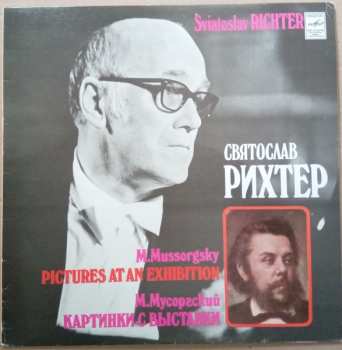 Sviatoslav RICHTER
СВЯТОСЛАВ
РИХТЕР
M.Mussorgsky
PICTURES AT AN EXHIBITION
М.Мусоргский
КАРТИНКИ С ВЫСТАВКИ